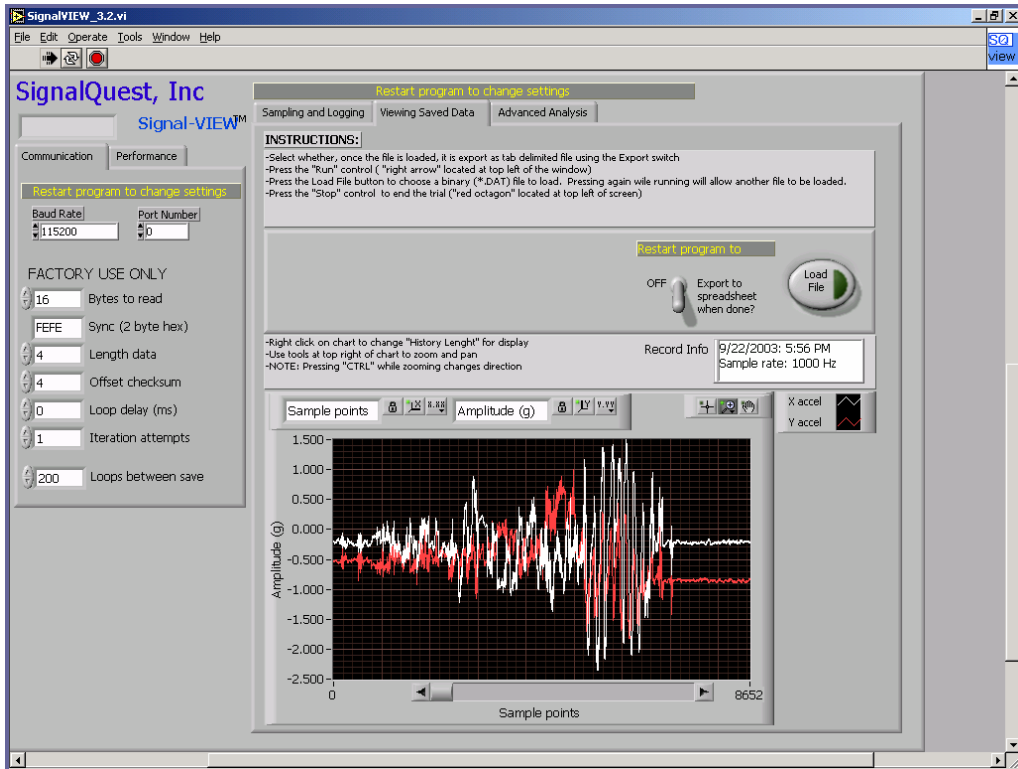 SignalVIEW_3.2.vi
File Edit Operate Tools Window Help
SQ
view
SignalQuest, Inc
Signal-VIEW™
Communication Performance
Restart program to change settings
Baud Rate Port Number
115200 0
FACTORY USE ONLY
16 Bytes to read
FEFE Sync (2 byte hex)
4 Length data
4 Offset checksum
0 Loop delay (ms)
1 Iteration attempts
200 Loops between save
Restart program to change settings
Sampling and Logging Viewing Saved Data Advanced Analysis
INSTRUCTIONS:
-Select whether, once the file is loaded, it is export as tab delimited file using the Export switch
-Press the "Run" control ( "right arrow" located at top left of the window)
-Press the Load File button to choose a binary (*.DAT) file to load. Pressing again wile running will allow another file to be loaded.
-Press the "Stop" control to end the trial ("red octagon" located at top left of screen)
Restart program to
OFF Export to
spreadsheet
when done?
Load
File
-Right click on chart to change "History Lenght" for display
-Use tools at top right of chart to zoom and pan
-NOTE: Pressing "CTRL" while zooming changes direction
Record Info 9/22/2003: 5:56 PM
Sample rate: 1000 Hz
Sample points X.XX Amplitude (g) Y.YY
X accel
Y accel
1.500
1.000
0.500
0.000
-0.500
-1.000
-1.500
-2.000
-2.500
Amplitude (g)
0 8652
Sample points